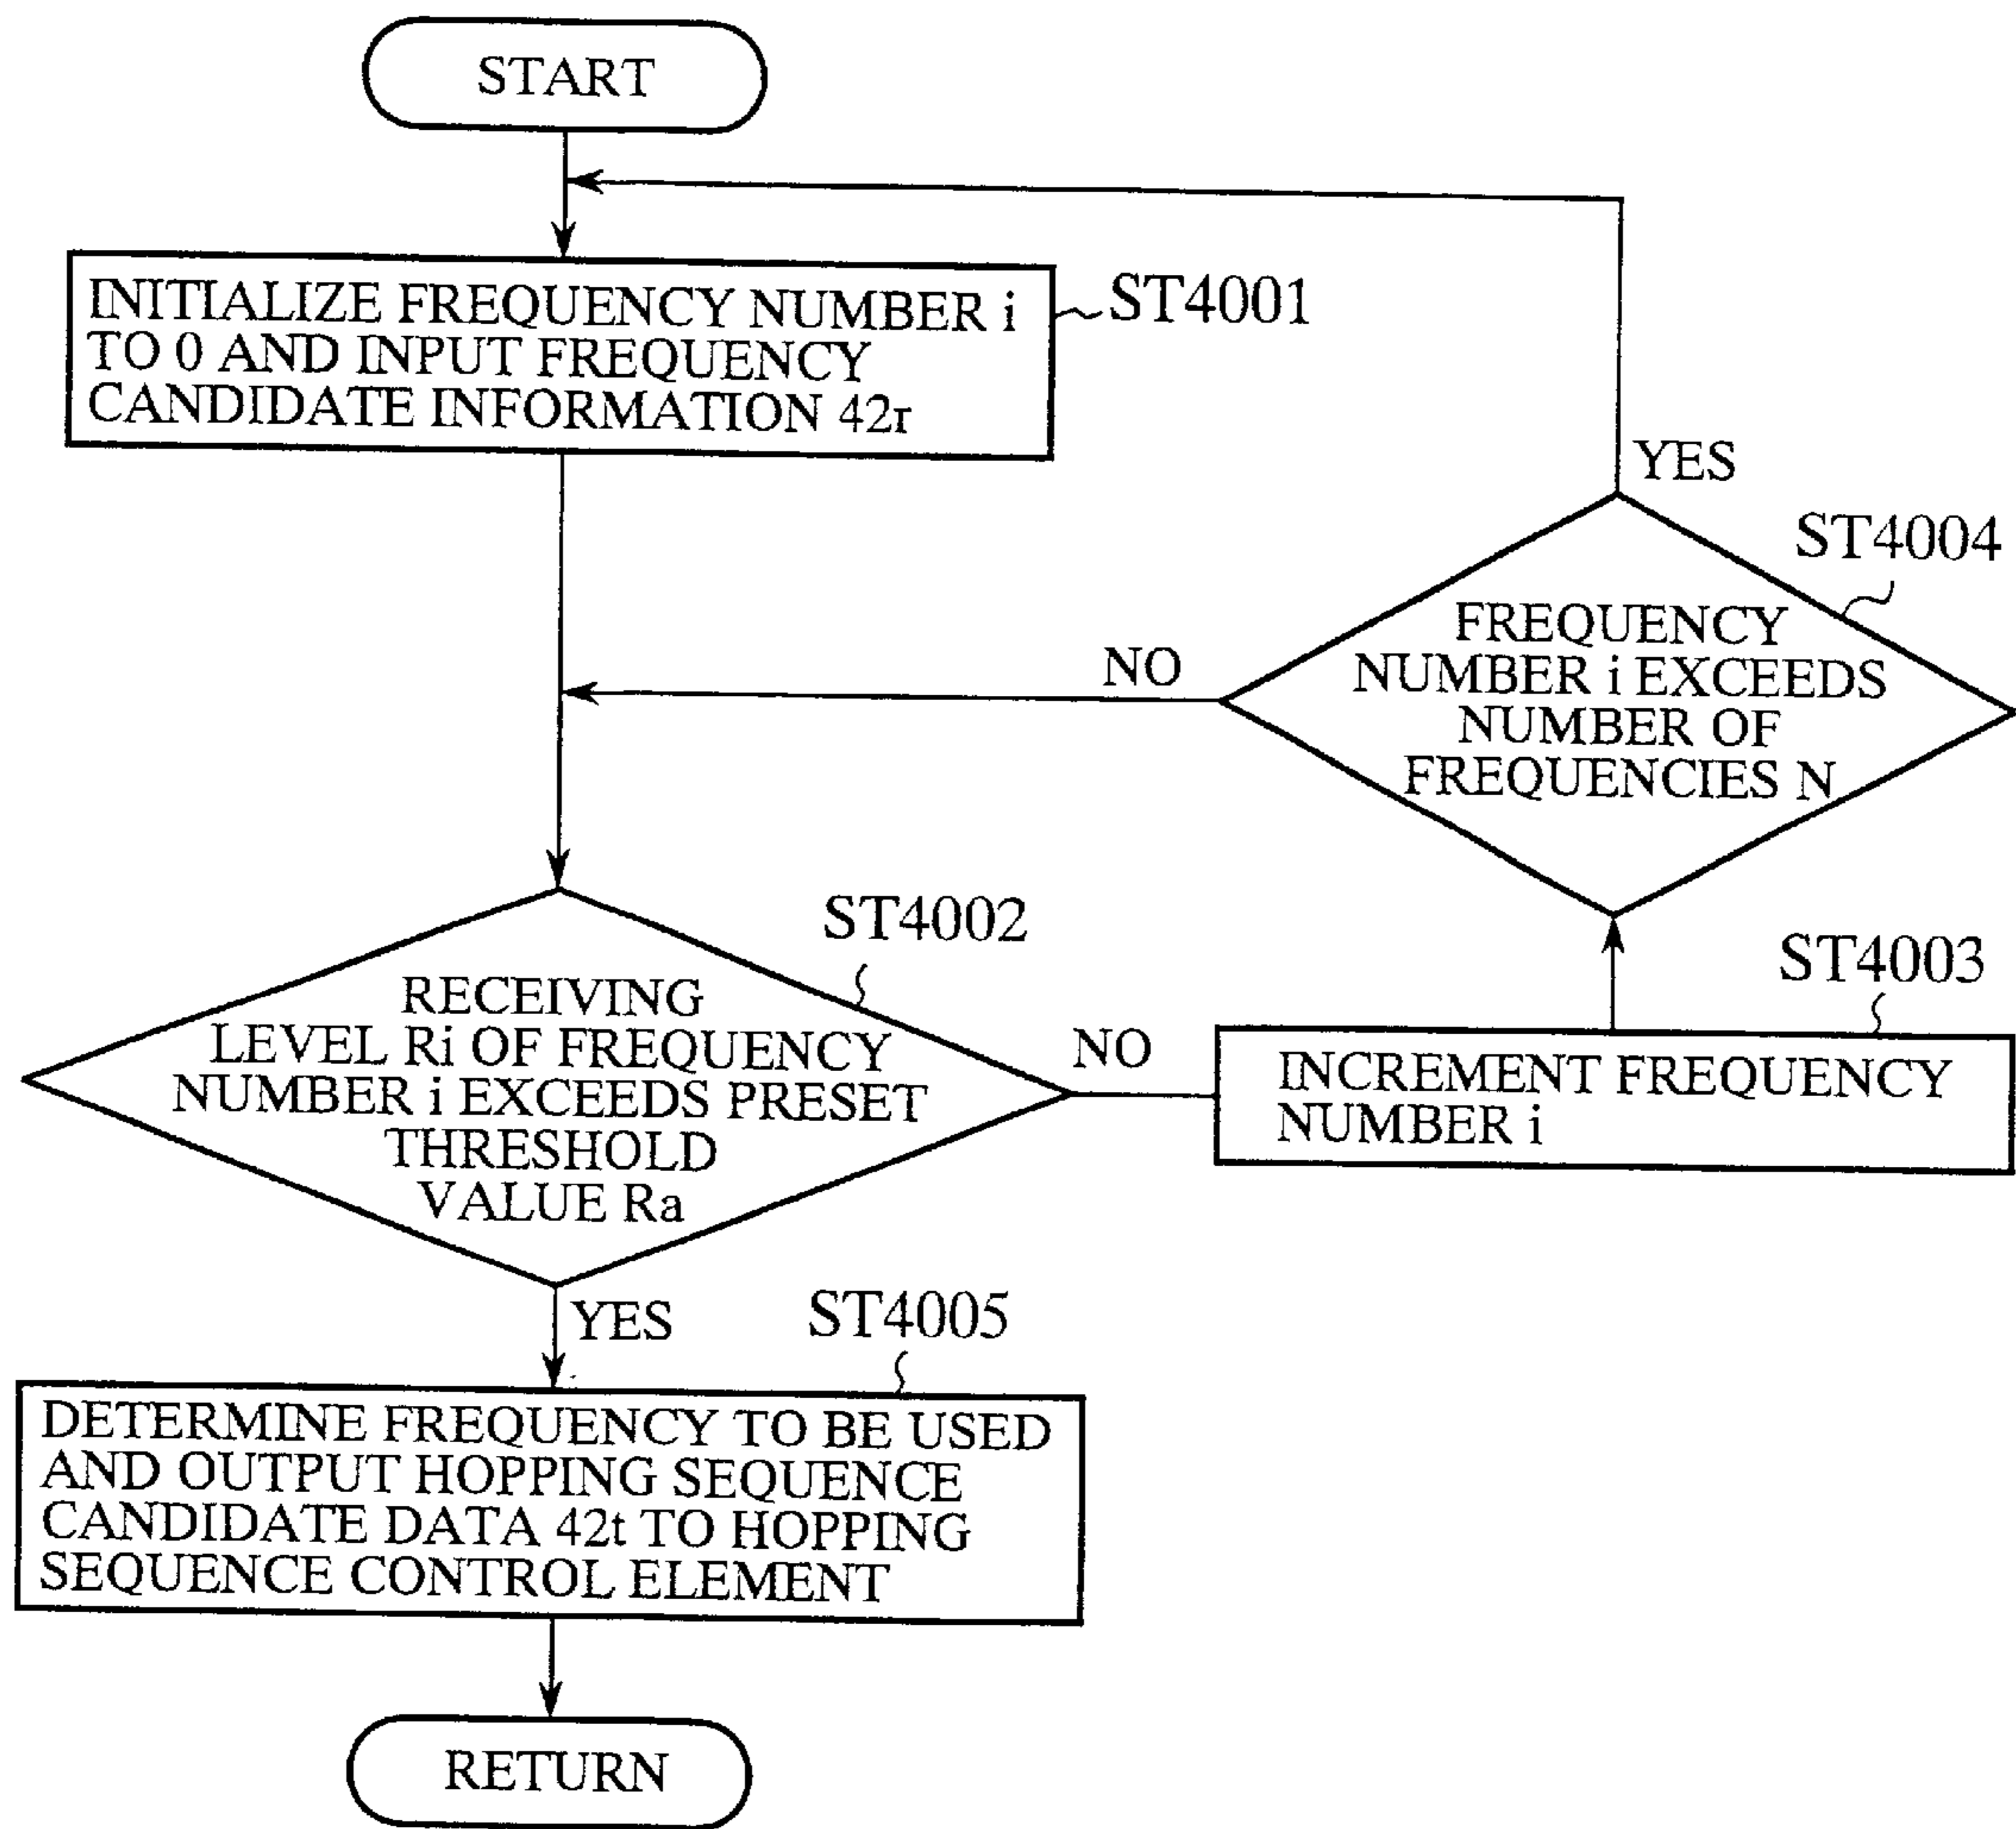 START
INITIALIZE FREQUENCY NUMBER i
TO 0 AND INPUT FREQUENCY
CANDIDATE INFORMATION 42r
ST4001
YES
ST4004
FREQUENCY
NUMBER i EXCEEDS
NUMBER OF
FREQUENCIES N
NO
ST4002
RECEIVING
LEVEL Ri OF FREQUENCY
NUMBER i EXCEEDS PRESET
THRESHOLD
VALUE Ra
NO
ST4003
INCREMENT FREQUENCY
NUMBER i
YES
ST4005
DETERMINE FREQUENCY TO BE USED
AND OUTPUT HOPPING SEQUENCE
CANDIDATE DATA 42t TO HOPPING
SEQUENCE CONTROL ELEMENT
RETURN